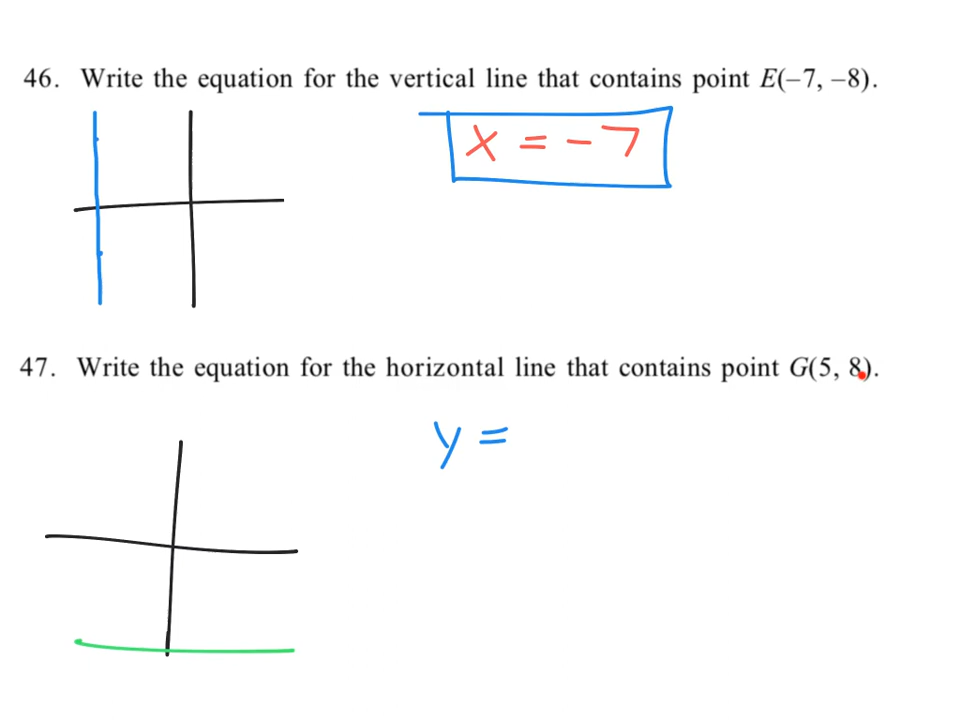 46. Write the equation for the vertical line that contains point E(−7, −8).
x = −7
47. Write the equation for the horizontal line that contains point G(5, 8).
y =